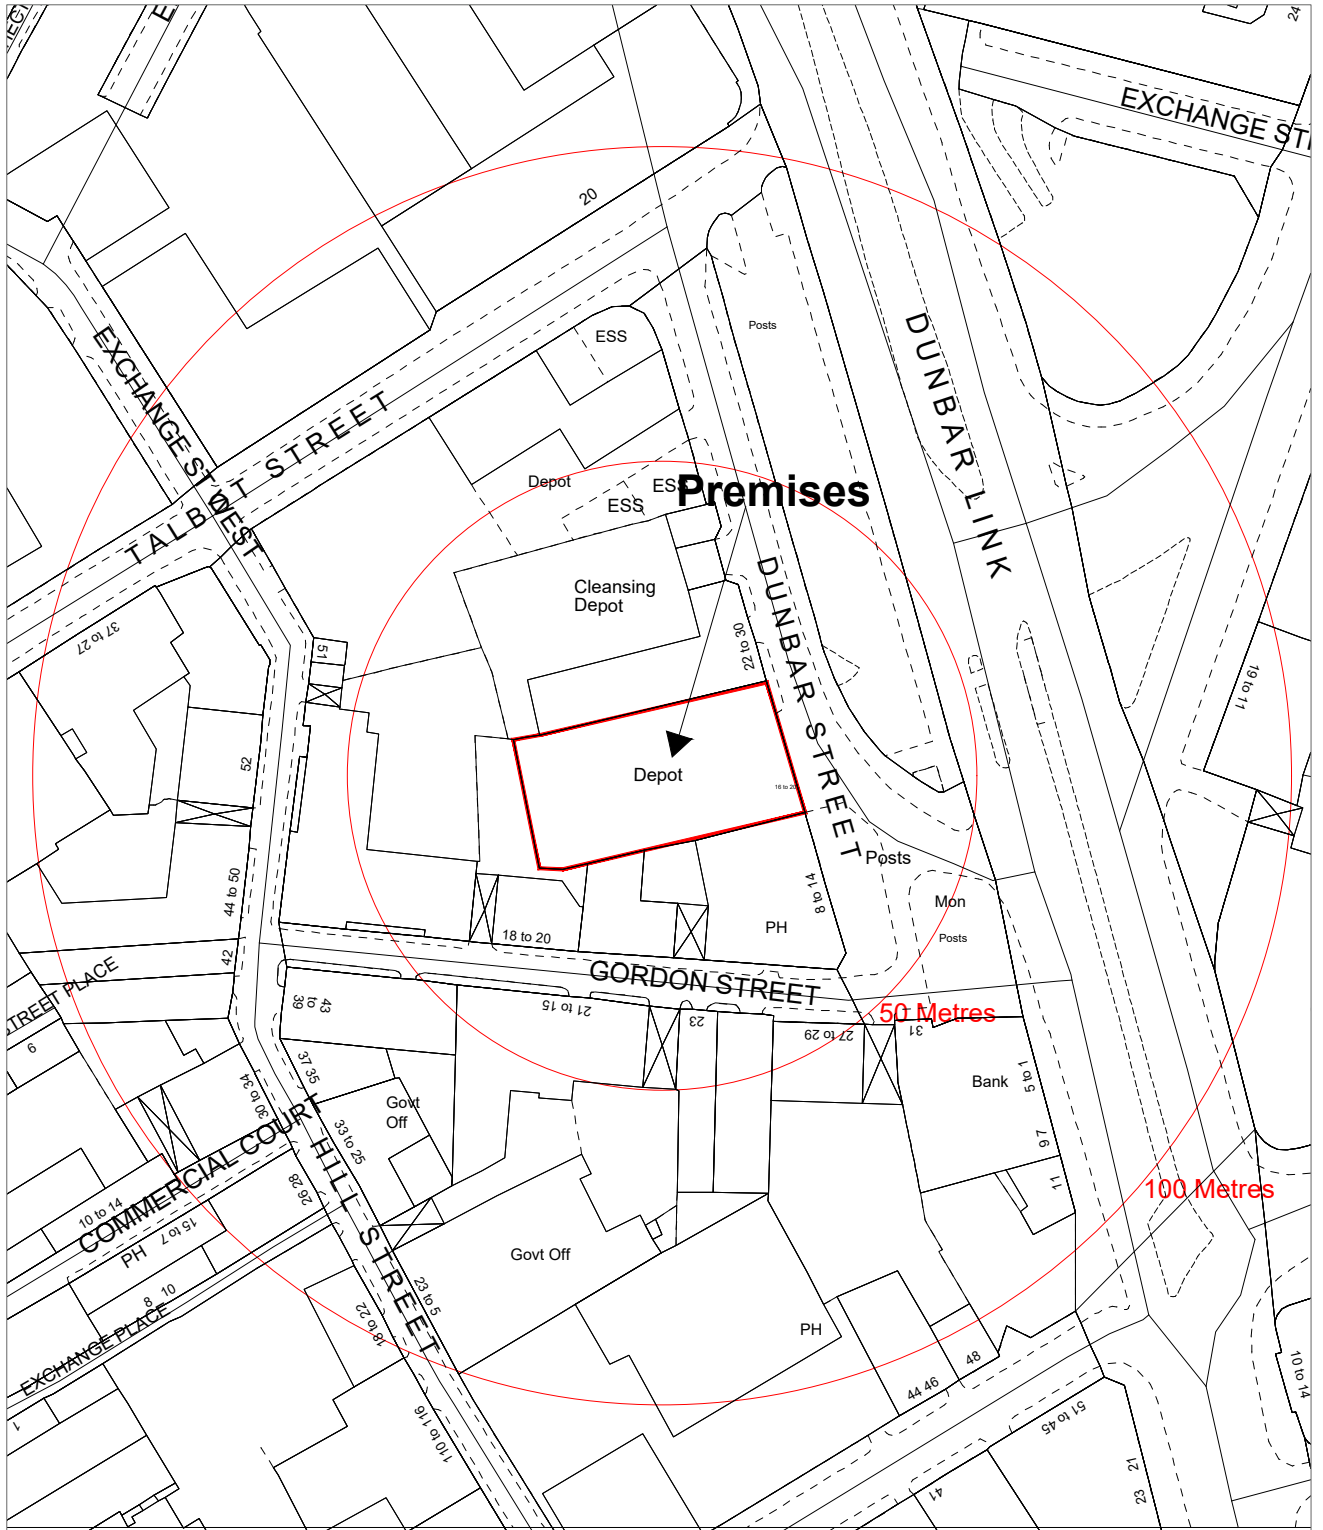 24
EXCHANGE ST
20
Posts
ESS
EXCHANGE ST WEST
DUNBAR LINK
TALBOT STREET
Depot
ESS
ESS
Premises
Cleansing
Depot
DUNBAR STREET
22 to 30
37 to 27
51
19 to 11
52
Depot
16 to 20
Posts
44 to 50
8 to 14
Mon
PH
18 to 20
Posts
42
GORDON STREET
STREET PLACE
39 to 43
21 to 15
23
27 to 29
50 Metres
31
6
37 35
30 to 34
Govt
Off
33 to 25
Bank
5 to 1
97
11
COMMERCIAL COURT
HILL STREET
26 28
100 Metres
10 to 14
15 to 7
PH
Govt Off
8 10
23 to 5
18 to 22
EXCHANGE PLACE
PH
48
44 46
10 to 14
1
110 to 116
51 to 45
21
41
23